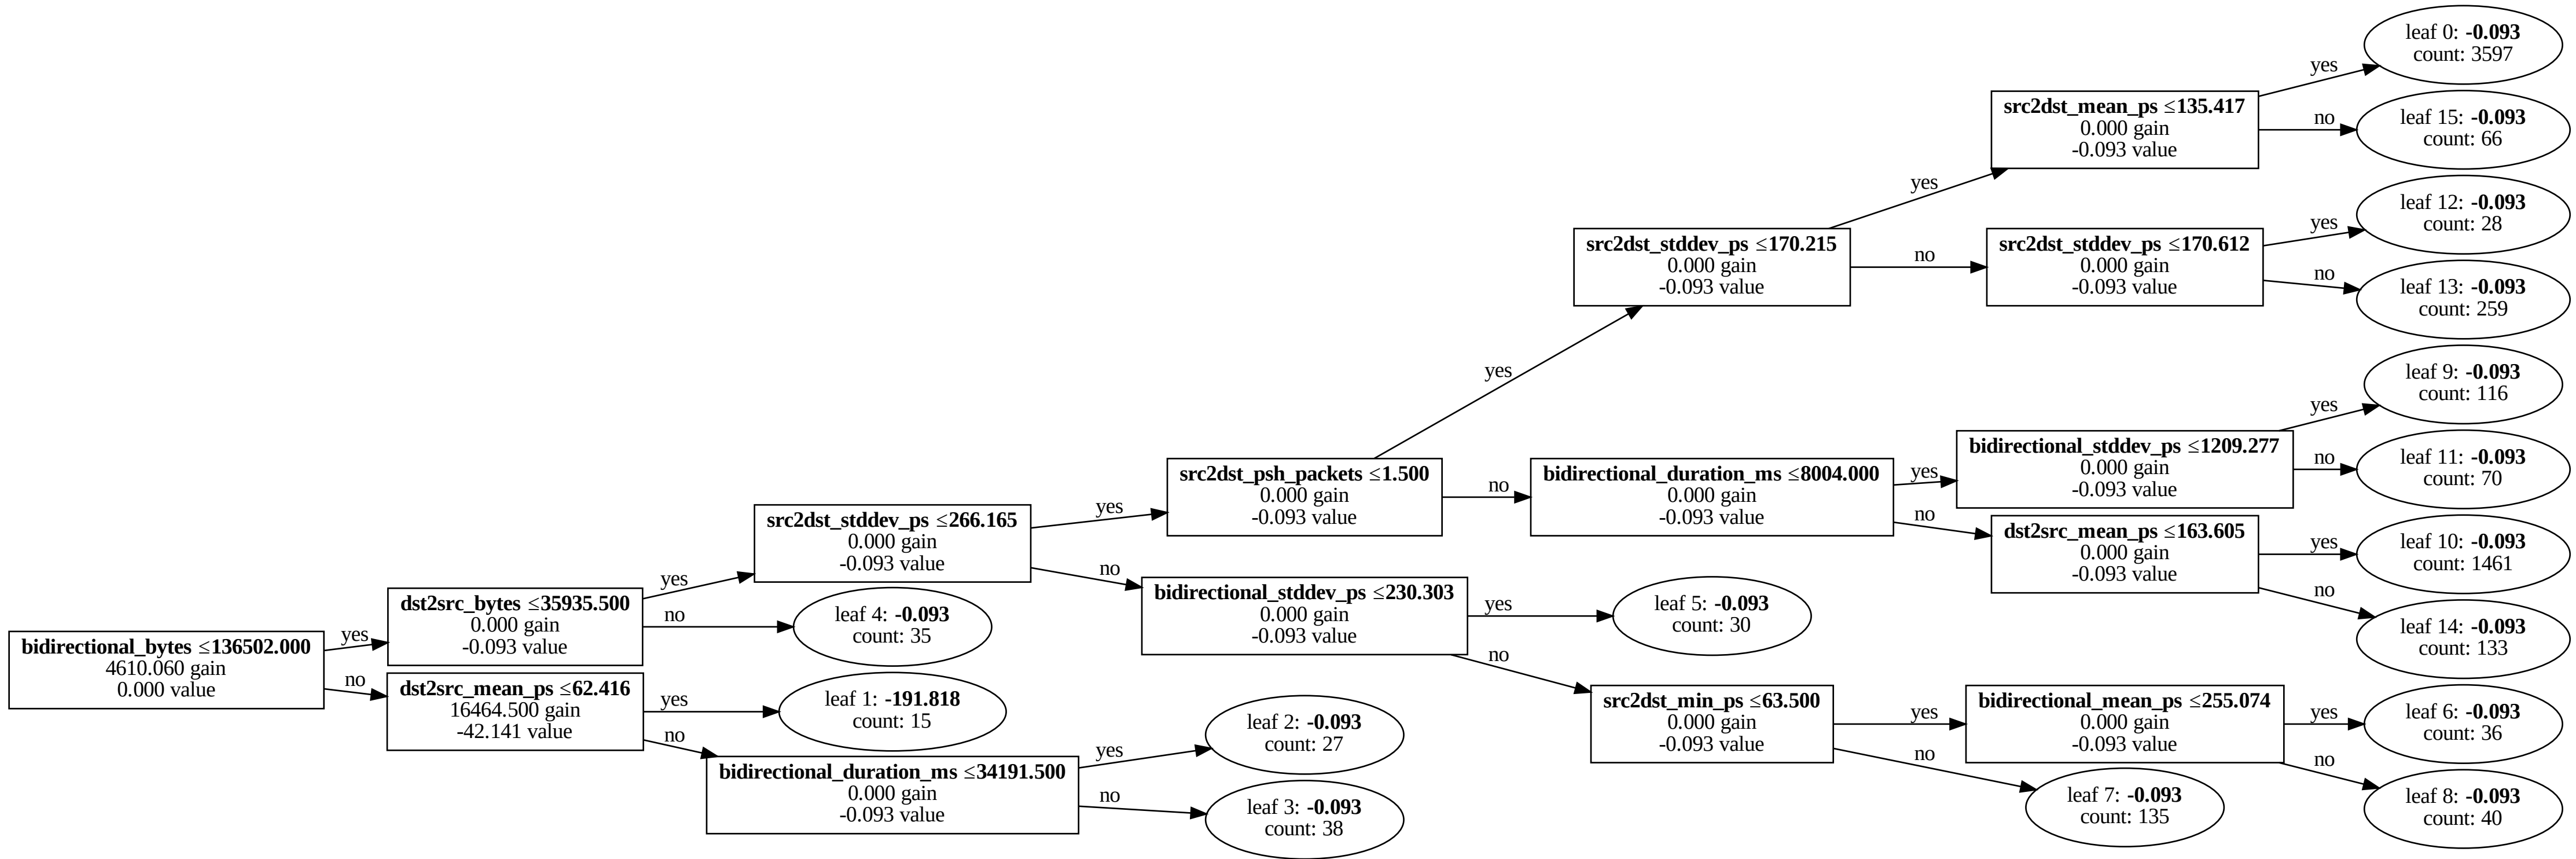 bidirectional_bytes ≤136502.000
4610.060 gain
0.000 value
yes
no
dst2src_bytes ≤35935.500
0.000 gain
-0.093 value
yes
no
dst2src_mean_ps ≤62.416
16464.500 gain
-42.141 value
yes
no
src2dst_stddev_ps ≤266.165
0.000 gain
-0.093 value
yes
no
leaf 4: -0.093
count: 35
leaf 1: -191.818
count: 15
bidirectional_duration_ms ≤34191.500
0.000 gain
-0.093 value
yes
no
leaf 2: -0.093
count: 27
leaf 3: -0.093
count: 38
src2dst_psh_packets ≤1.500
0.000 gain
-0.093 value
yes
no
bidirectional_stddev_ps ≤230.303
0.000 gain
-0.093 value
yes
no
src2dst_stddev_ps ≤170.215
0.000 gain
-0.093 value
yes
no
bidirectional_duration_ms ≤8004.000
0.000 gain
-0.093 value
yes
no
leaf 5: -0.093
count: 30
src2dst_min_ps ≤63.500
0.000 gain
-0.093 value
yes
no
src2dst_mean_ps ≤135.417
0.000 gain
-0.093 value
yes
no
src2dst_stddev_ps ≤170.612
0.000 gain
-0.093 value
yes
no
bidirectional_stddev_ps ≤1209.277
0.000 gain
-0.093 value
yes
no
dst2src_mean_ps ≤163.605
0.000 gain
-0.093 value
yes
no
bidirectional_mean_ps ≤255.074
0.000 gain
-0.093 value
yes
no
leaf 7: -0.093
count: 135
leaf 0: -0.093
count: 3597
leaf 15: -0.093
count: 66
leaf 12: -0.093
count: 28
leaf 13: -0.093
count: 259
leaf 9: -0.093
count: 116
leaf 11: -0.093
count: 70
leaf 10: -0.093
count: 1461
leaf 14: -0.093
count: 133
leaf 6: -0.093
count: 36
leaf 8: -0.093
count: 40